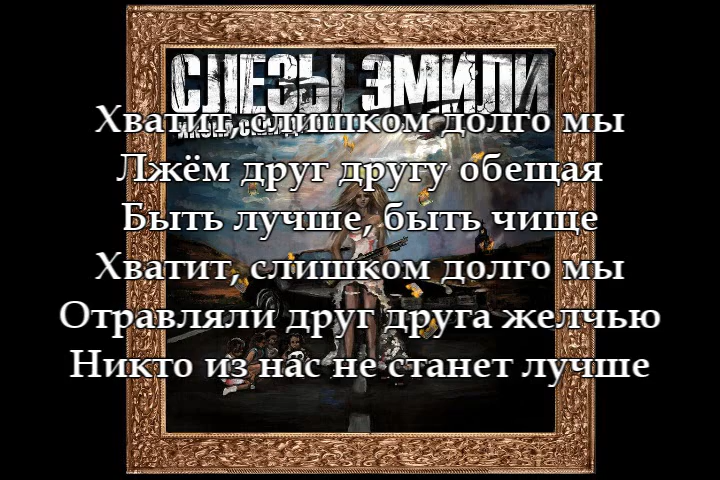 СЛЕЗЫ ЭМИЛИ
Хватит, слишком долго мы
Лжём друг другу обещая
Быть лучше, быть чище
Хватит, слишком долго мы
Отравляли друг друга желчью
Никто из нас не станет лучше